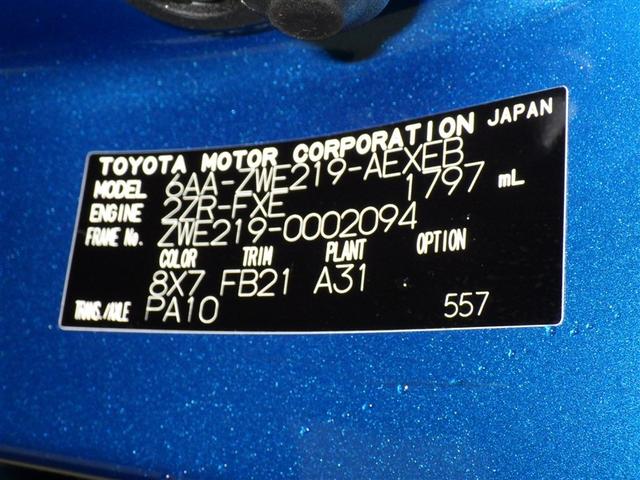 TOYOTA MOTOR CORPORATION JAPAN
MODEL 6AA-ZWE219-AEXEB
ENGINE 2ZR-FXE 1797 mL
FRAME No. ZWE219-0002094
COLOR TRIM PLANT OPTION
8X7 FB21 A31
TRANS./AXLE PA10 557